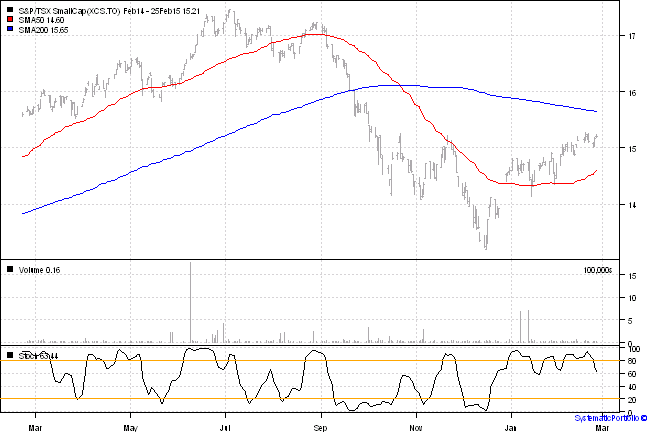 S&P/TSX SmallCap(XCS.TO) Feb14 - 25Feb15 15.21
SMA50 14.60
SMA200 15.65
17
16
15
14
Volume 0.16
100,000s
15
10
5
0
100
80
60
40
20
0
Mar May Jul Sep Nov Jan Mar
SystematicPortfolio ©